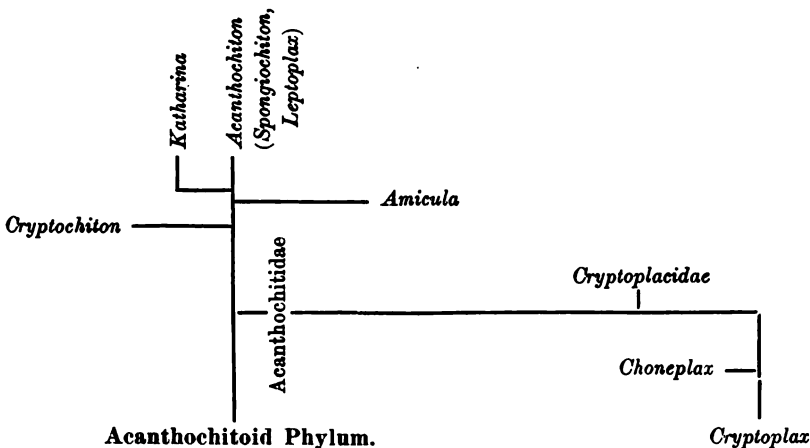 Katharina
Acanthochiton
(Spongiochiton,
Leptoplax)
Amicula
Cryptochiton
Acanthochitidae
Cryptoplacidae
Choneplax
Acanthochitoid Phylum.
Cryptoplax